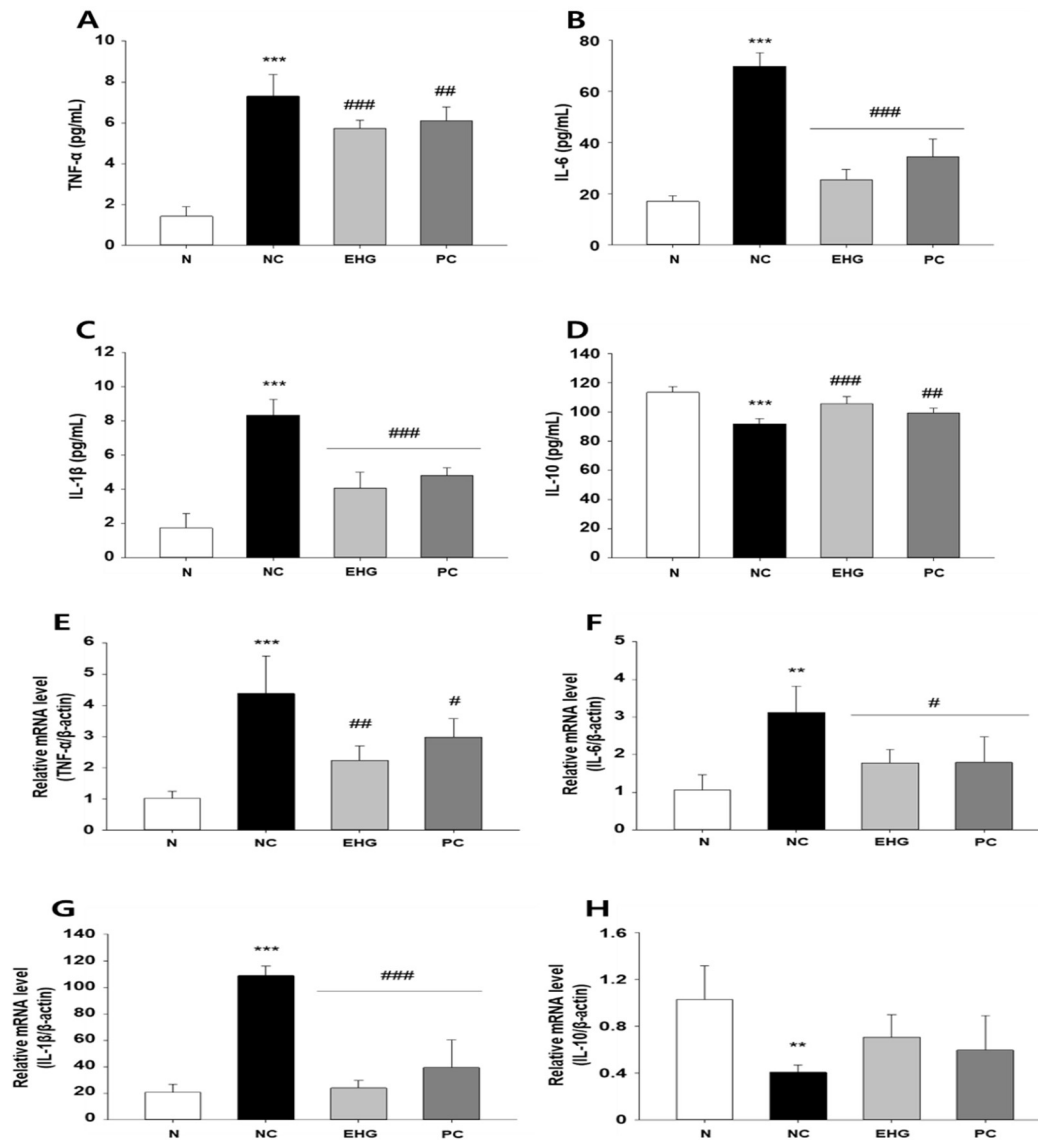 A
TNF-α (pg/mL)
10
8
6
4
2
0
***
###
##
N NC EHG PC
B
IL-6 (pg/mL)
80
60
40
20
0
***
###
N NC EHG PC
C
IL-1β (pg/mL)
12
10
8
6
4
2
0
***
###
N NC EHG PC
D
IL-10 (pg/mL)
140
120
100
80
60
40
20
0
***
###
##
N NC EHG PC
E
Relative mRNA level
(TNF-α/β-actin)
6
5
4
3
2
1
0
***
##
#
N NC EHG PC
F
Relative mRNA level
(IL-6/β-actin)
5
4
3
2
1
0
**
#
N NC EHG PC
G
Relative mRNA level
(IL-1β/β-actin)
140
120
100
80
60
40
20
0
***
###
N NC EHG PC
H
Relative mRNA level
(IL-10/β-actin)
1.6
1.2
0.8
0.4
0
**
N NC EHG PC